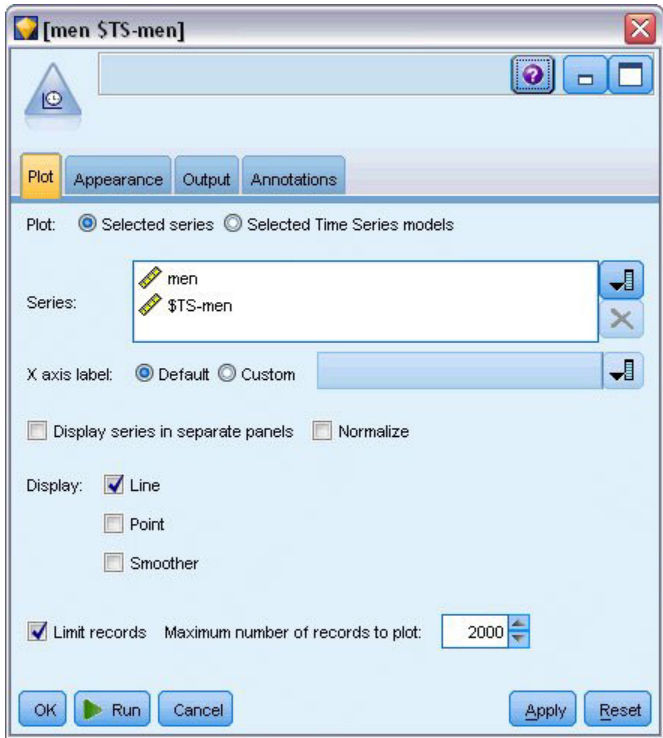 [men $TS-men]
Plot Appearance Output Annotations
Plot: Selected series Selected Time Series models
Series:
men
$TS-men
X axis label: Default Custom
Display series in separate panels Normalize
Display: Line
Point
Smoother
Limit records Maximum number of records to plot: 2000
OK Run Cancel Apply Reset